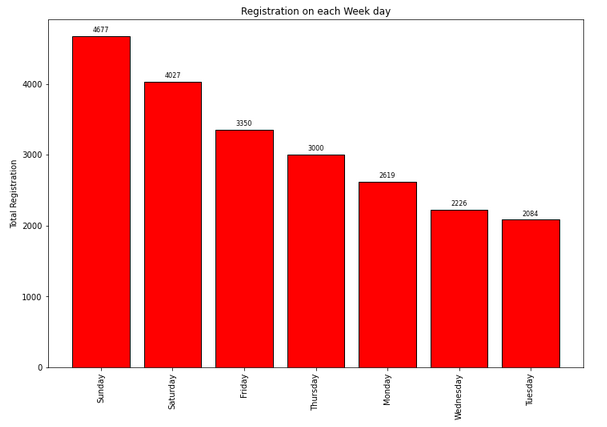 Registration on each Week day
4677
4027
3350
3000
2619
2226
2084
Total Registration
4000
3000
2000
1000
0
Sunday
Saturday
Friday
Thursday
Monday
Wednesday
Tuesday